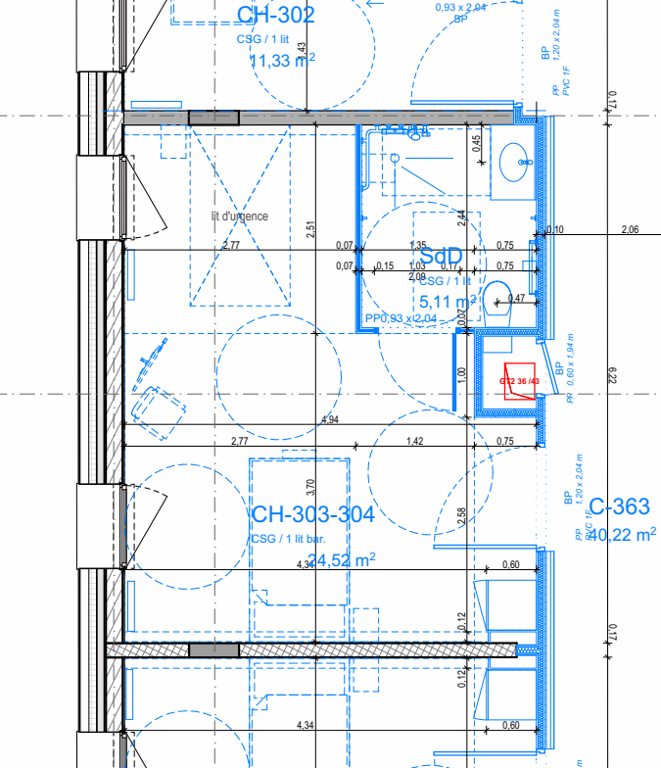 CH-302
CSG / 1 lit
11,33 m²
,43
0,93 x 2,04
BP
BP
1,20 x 2,04 m
PP
PVC 1F
0,17
lit d'urgence
2,51
0,45
2,44
0,10
2,06
2,77
0,07
1,35
0,75
SdD
0,07
0,15
1,03
0,17
0,75
2,09
CSG / 1 lit
5,11 m²
0,47
PP0,93 x 2,04
0,07
BP
0,60 x 1,94 m
PP
6,22
1,00
GT2 36 /43
4,94
2,77
1,42
0,75
3,70
2,58
BP
1,20 x 2,04 m
PP
PVC 1F
CH-303-304
CSG / 1 lit bar.
24,52 m²
C-363
40,22 m²
4,34
0,60
0,12
0,17
0,12
4,34
0,60
m